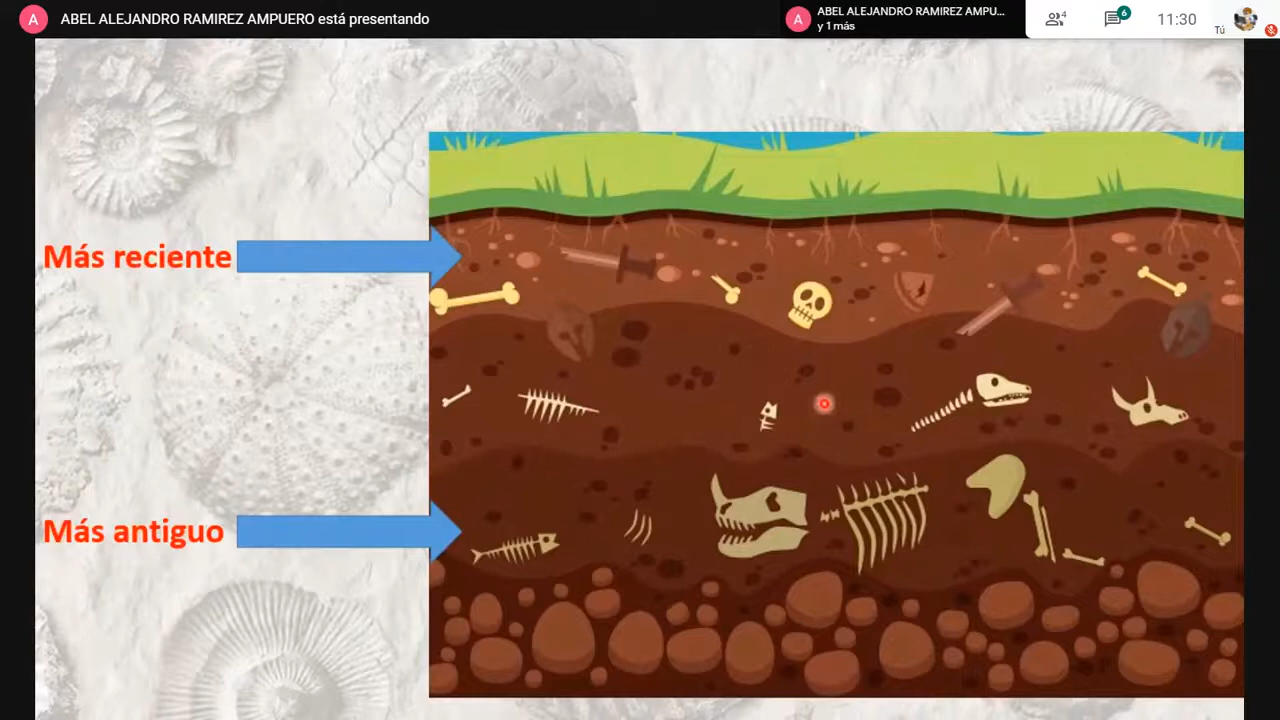 A
ABEL ALEJANDRO RAMIREZ AMPUERO está presentando
A
ABEL ALEJANDRO RAMIREZ AMPU...
y 1 más
4
6
11:30
Tú
Más reciente
Más antiguo